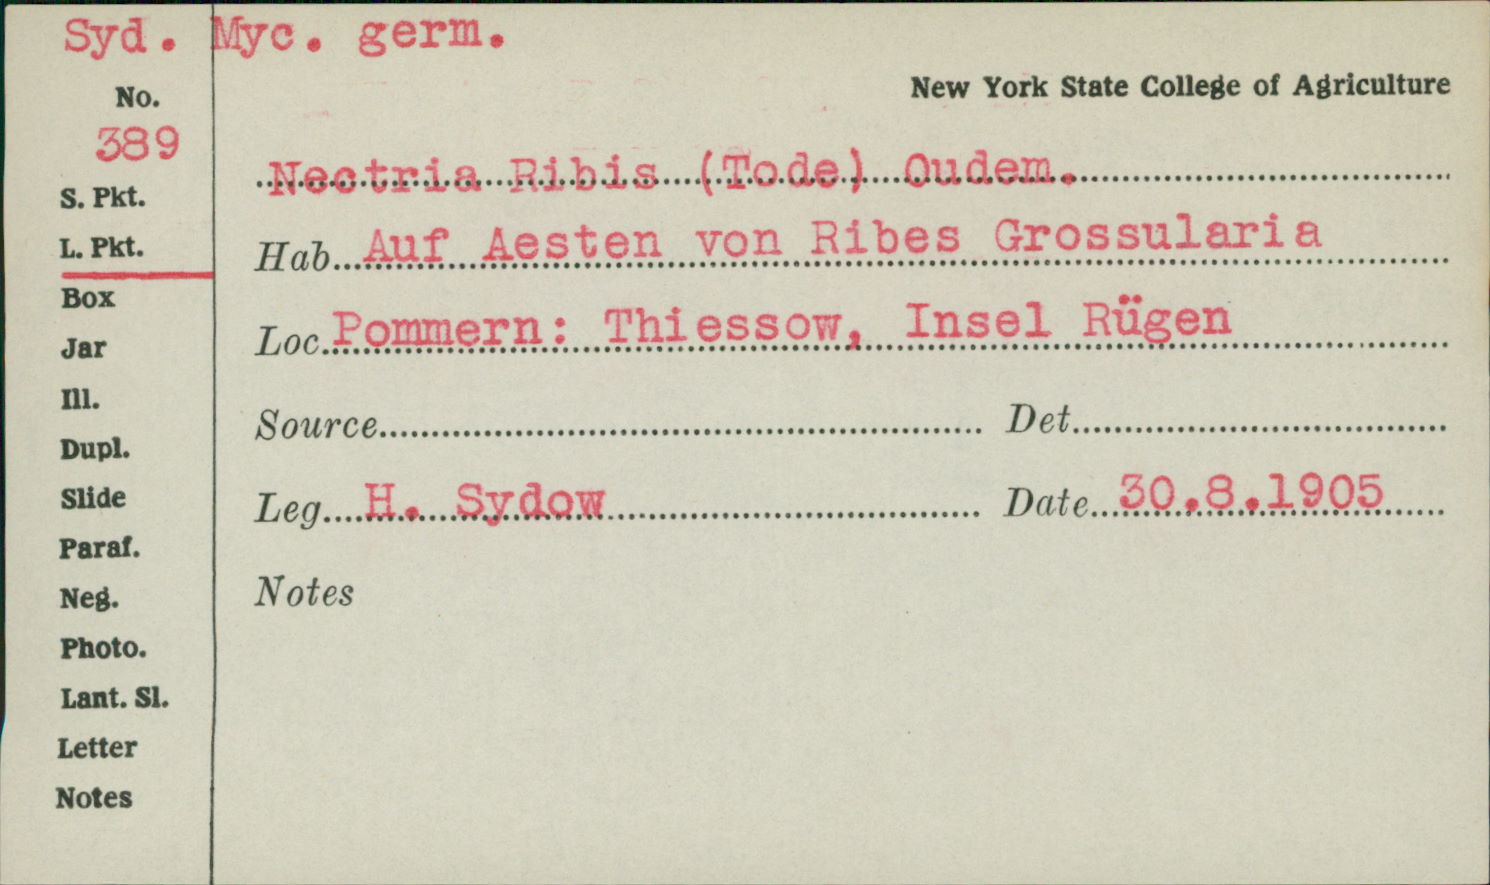 Syd. Myc. germ.
New York State College of Agriculture
No.
389
Nectria Ribis (Tode) Oudem.
S. Pkt.
L. Pkt.
Hab. Auf Aesten von Ribes Grossularia
Box
Loc. Pommern: Thiessow, Insel Rügen
Jar
Ill.
Source Det.
Dupl.
Slide
Leg. H. Sydow Date 30.8.1905
Paraf.
Neg.
Notes
Photo.
Lant. Sl.
Letter
Notes